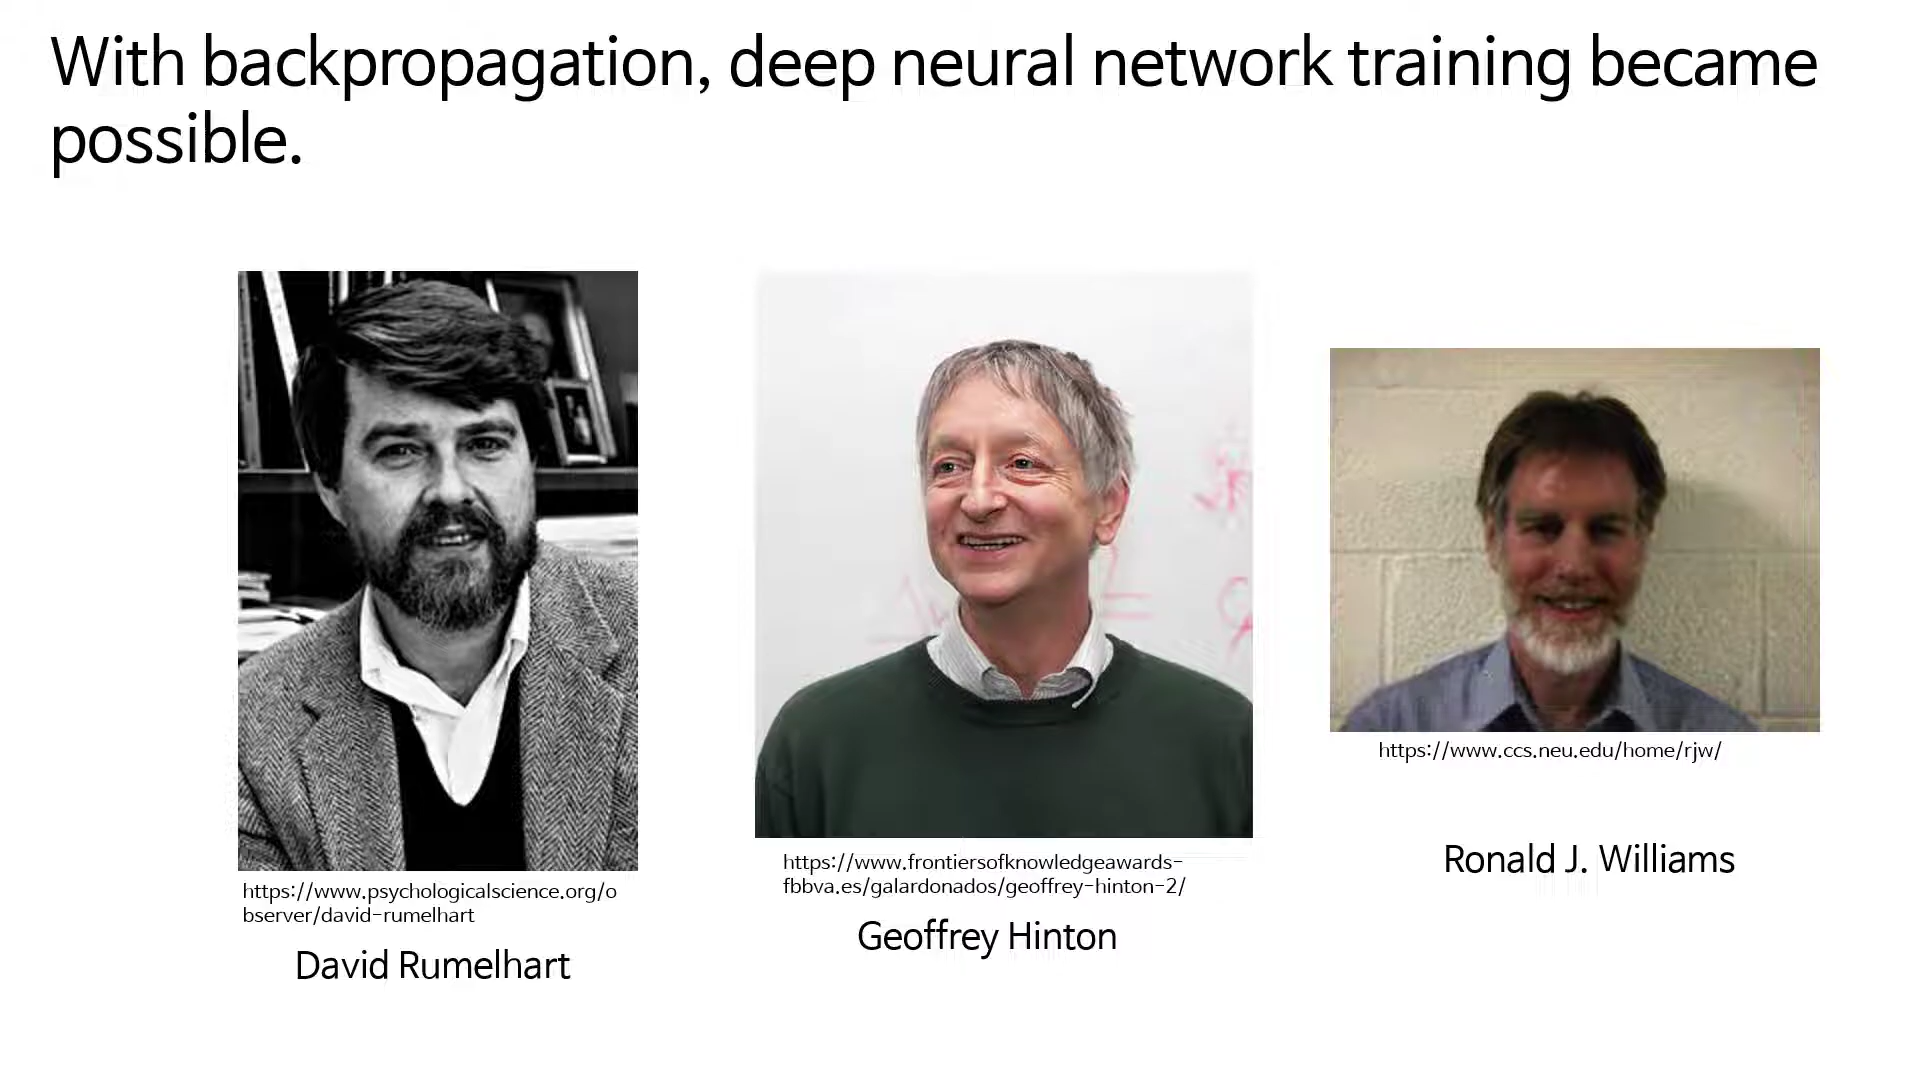 With backpropagation, deep neural network training became
possible.
https://www.psychologicalscience.org/o
bserver/david-rumelhart
David Rumelhart
https://www.frontiersofknowledgeawards-
fbbva.es/galardonados/geoffrey-hinton-2/
Geoffrey Hinton
https://www.ccs.neu.edu/home/rjw/
Ronald J. Williams